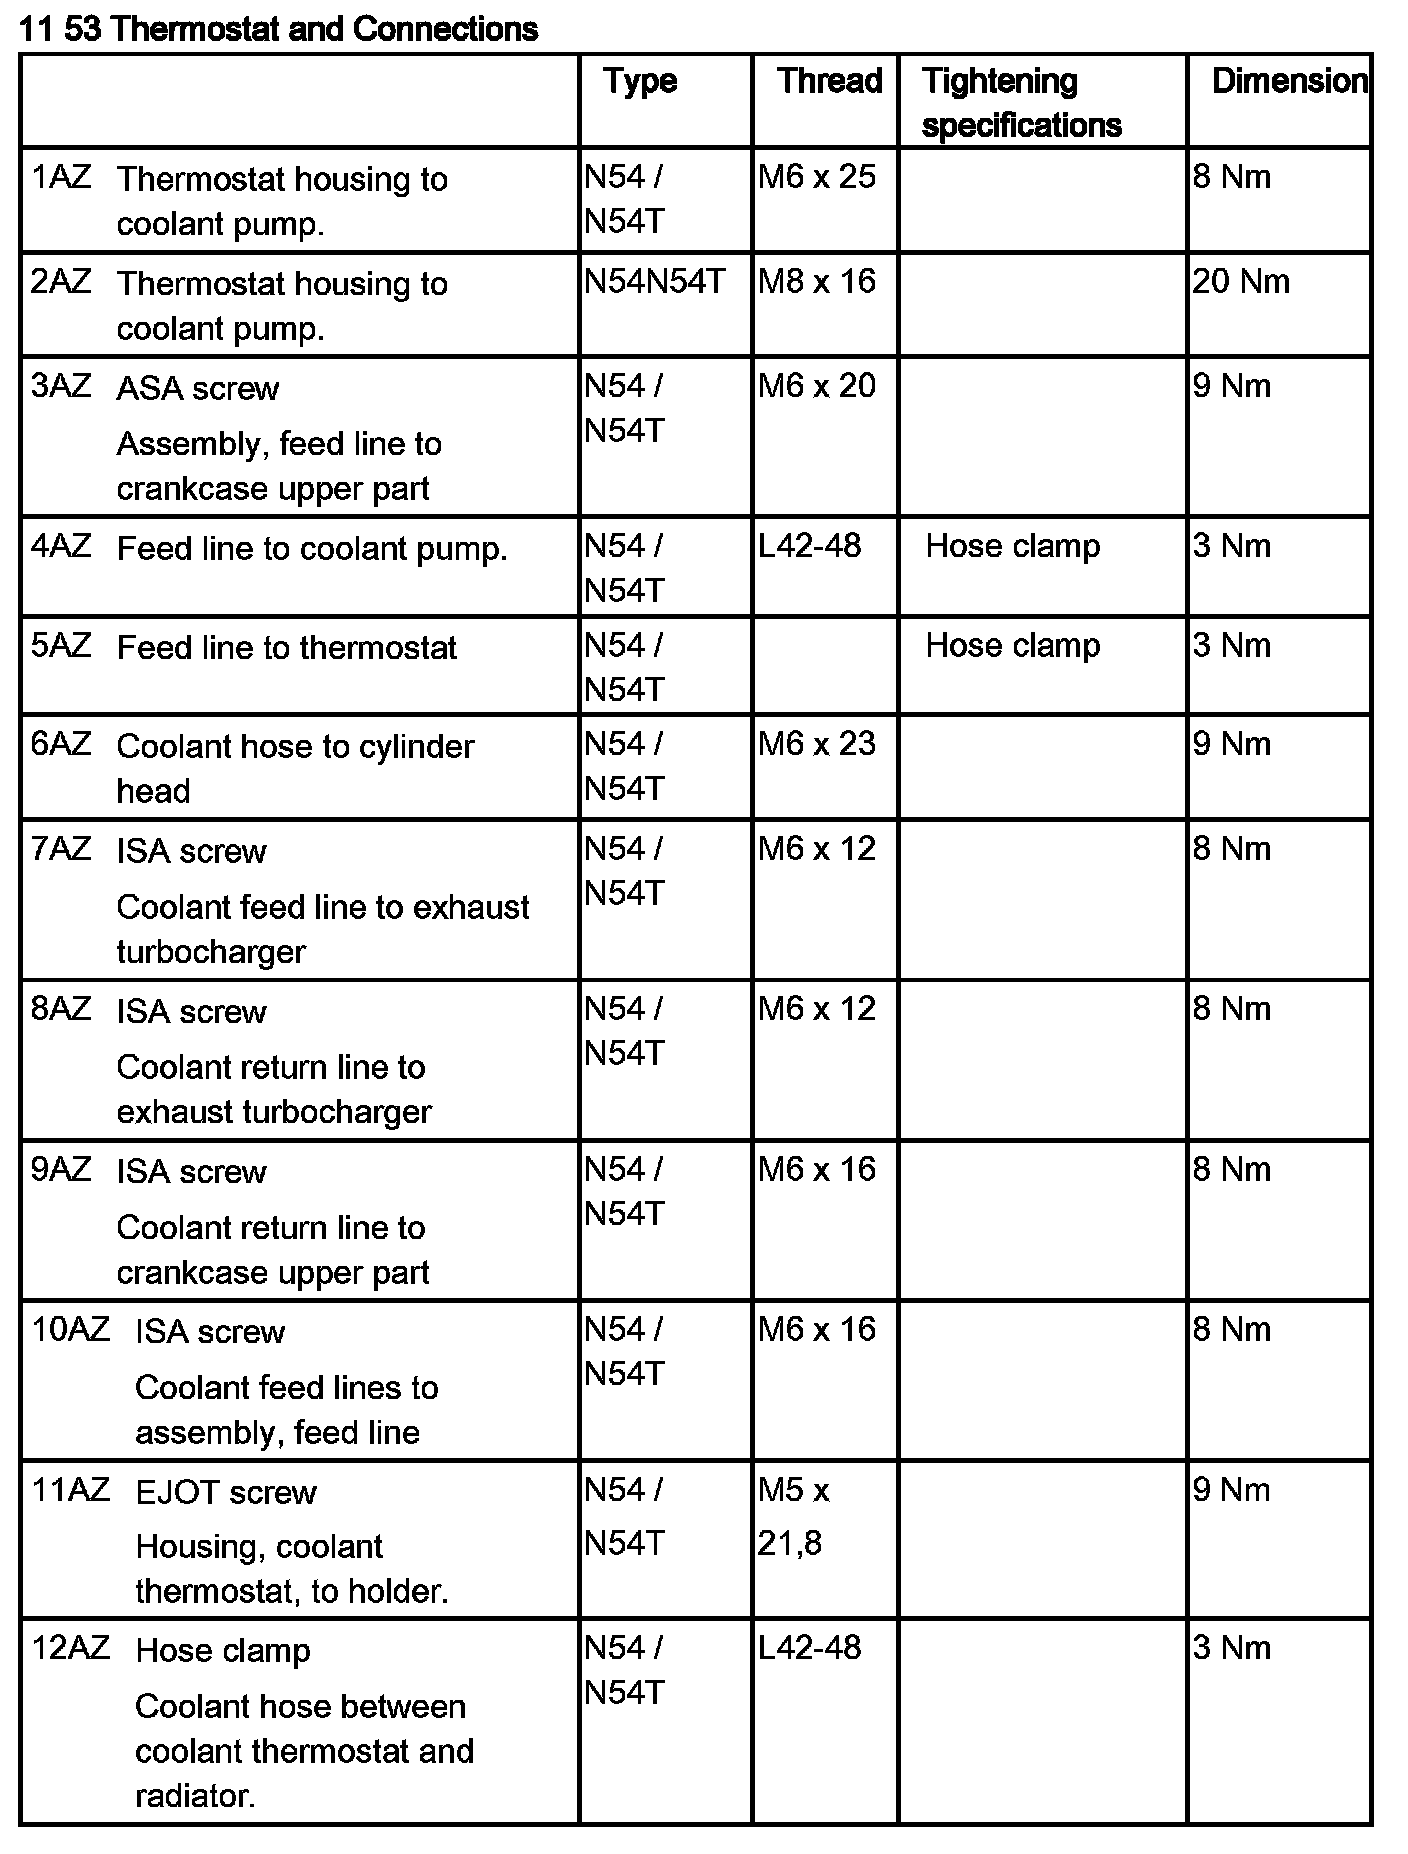 11 53 Thermostat and Connections
Type Thread Tightening Dimension
specifications
1AZ Thermostat housing to N54 / M6 x 25 8 Nm
coolant pump. N54T
2AZ Thermostat housing to N54N54T M8 x 16 20 Nm
coolant pump.
3AZ ASA screw N54 / M6 x 20 9 Nm
N54T
Assembly, feed line to
crankcase upper part
4AZ Feed line to coolant pump. N54 / L42-48 Hose clamp 3 Nm
N54T
5AZ Feed line to thermostat N54 / Hose clamp 3 Nm
N54T
6AZ Coolant hose to cylinder N54 / M6 x 23 9 Nm
head N54T
7AZ ISA screw N54 / M6 x 12 8 Nm
N54T
Coolant feed line to exhaust
turbocharger
8AZ ISA screw N54 / M6 x 12 8 Nm
N54T
Coolant return line to
exhaust turbocharger
9AZ ISA screw N54 / M6 x 16 8 Nm
N54T
Coolant return line to
crankcase upper part
10AZ ISA screw N54 / M6 x 16 8 Nm
N54T
Coolant feed lines to
assembly, feed line
11AZ EJOT screw N54 / M5 x 9 Nm
Housing, coolant N54T 21,8
thermostat, to holder.
12AZ Hose clamp N54 / L42-48 3 Nm
N54T
Coolant hose between
coolant thermostat and
radiator.